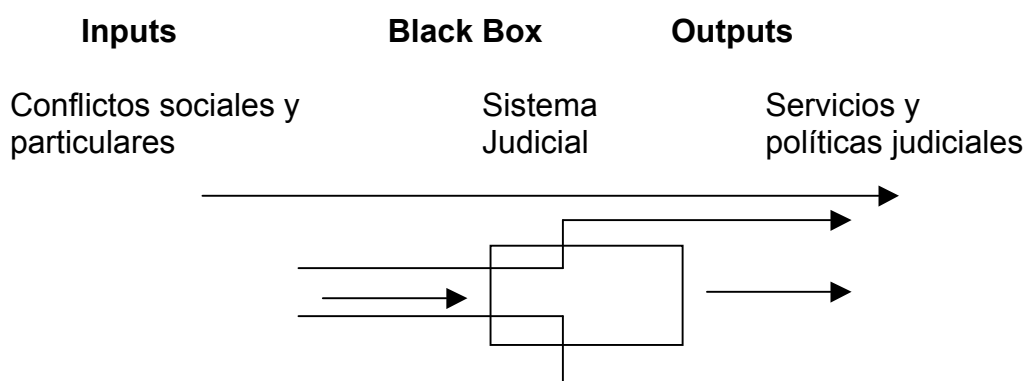 Inputs Black Box Outputs
Conflictos sociales y Sistema Servicios y
particulares Judicial políticas judiciales